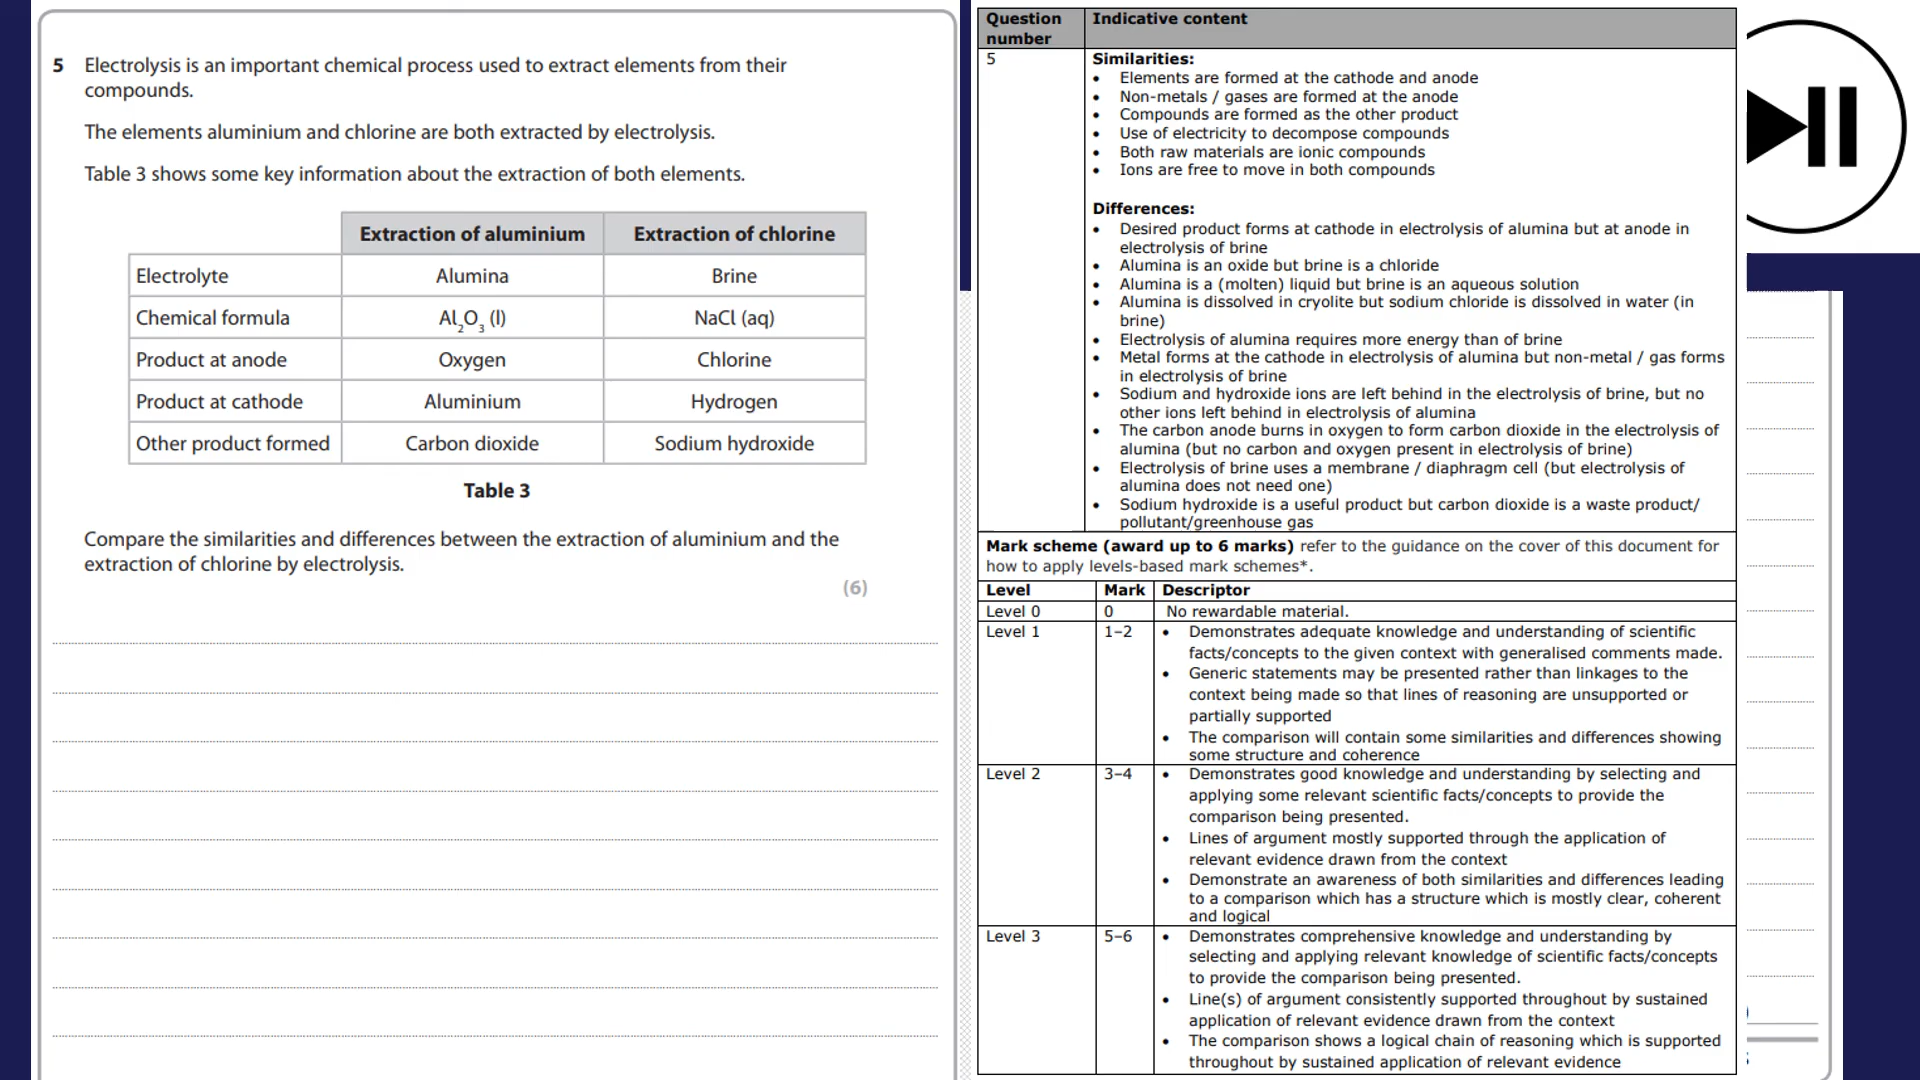 5 Electrolysis is an important chemical process used to extract elements from their
compounds.
The elements aluminium and chlorine are both extracted by electrolysis.
Table 3 shows some key information about the extraction of both elements.
Extraction of aluminium Extraction of chlorine
Electrolyte Alumina Brine
Chemical formula Al₂O₃ (l) NaCl (aq)
Product at anode Oxygen Chlorine
Product at cathode Aluminium Hydrogen
Other product formed Carbon dioxide Sodium hydroxide
Table 3
Compare the similarities and differences between the extraction of aluminium and the
extraction of chlorine by electrolysis.
(6)
Question Indicative content
number
5 Similarities:
• Elements are formed at the cathode and anode
• Non-metals / gases are formed at the anode
• Compounds are formed as the other product
• Use of electricity to decompose compounds
• Both raw materials are ionic compounds
• Ions are free to move in both compounds
Differences:
• Desired product forms at cathode in electrolysis of alumina but at anode in
electrolysis of brine
• Alumina is an oxide but brine is a chloride
• Alumina is a (molten) liquid but brine is an aqueous solution
• Alumina is dissolved in cryolite but sodium chloride is dissolved in water (in
brine)
• Electrolysis of alumina requires more energy than of brine
• Metal forms at the cathode in electrolysis of alumina but non-metal / gas forms
in electrolysis of brine
• Sodium and hydroxide ions are left behind in the electrolysis of brine, but no
other ions left behind in electrolysis of alumina
• The carbon anode burns in oxygen to form carbon dioxide in the electrolysis of
alumina (but no carbon and oxygen present in electrolysis of brine)
• Electrolysis of brine uses a membrane / diaphragm cell (but electrolysis of
alumina does not need one)
• Sodium hydroxide is a useful product but carbon dioxide is a waste product/
pollutant/greenhouse gas
Mark scheme (award up to 6 marks) refer to the guidance on the cover of this document for
how to apply levels-based mark schemes*.
Level Mark Descriptor
Level 0 0 No rewardable material.
Level 1 1–2 • Demonstrates adequate knowledge and understanding of scientific
facts/concepts to the given context with generalised comments made.
• Generic statements may be presented rather than linkages to the
context being made so that lines of reasoning are unsupported or
partially supported
• The comparison will contain some similarities and differences showing
some structure and coherence
Level 2 3–4 • Demonstrates good knowledge and understanding by selecting and
applying some relevant scientific facts/concepts to provide the
comparison being presented.
• Lines of argument mostly supported through the application of
relevant evidence drawn from the context
• Demonstrate an awareness of both similarities and differences leading
to a comparison which has a structure which is mostly clear, coherent
and logical
Level 3 5–6 • Demonstrates comprehensive knowledge and understanding by
selecting and applying relevant knowledge of scientific facts/concepts
to provide the comparison being presented.
• Line(s) of argument consistently supported throughout by sustained
application of relevant evidence drawn from the context
• The comparison shows a logical chain of reasoning which is supported
throughout by sustained application of relevant evidence